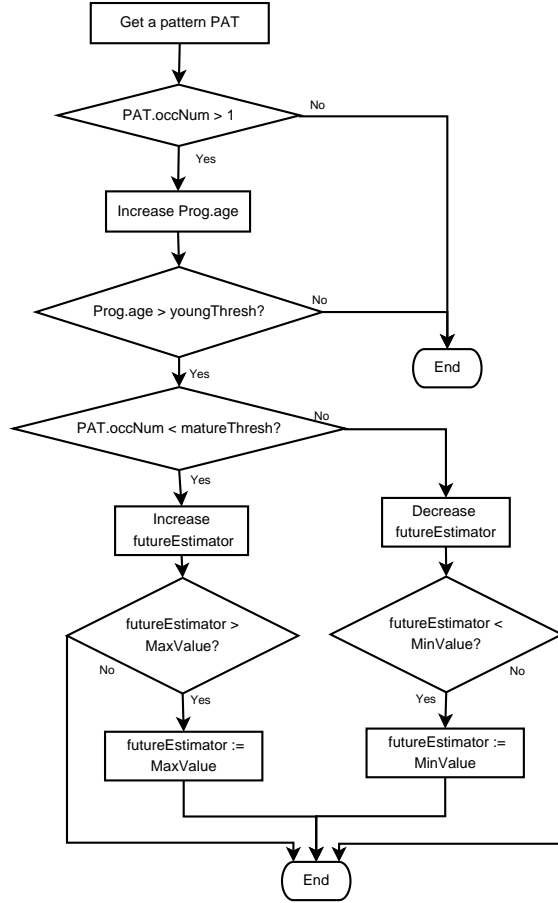 Get a pattern PAT
PAT.occNum > 1
No
Yes
Increase Prog.age
Prog.age > youngThresh?
No
End
Yes
PAT.occNum < matureThresh?
No
Yes
Increase
futureEstimator
Decrease
futureEstimator
futureEstimator >
MaxValue?
futureEstimator <
MinValue?
No
No
Yes
Yes
futureEstimator :=
MaxValue
futureEstimator :=
MinValue
End